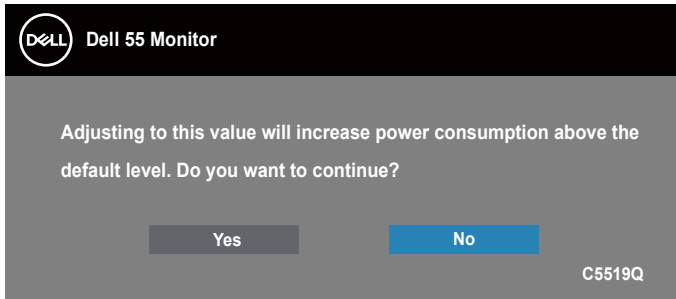 DELL
Dell 55 Monitor
Adjusting to this value will increase power consumption above the
default level. Do you want to continue?
Yes No
C5519Q